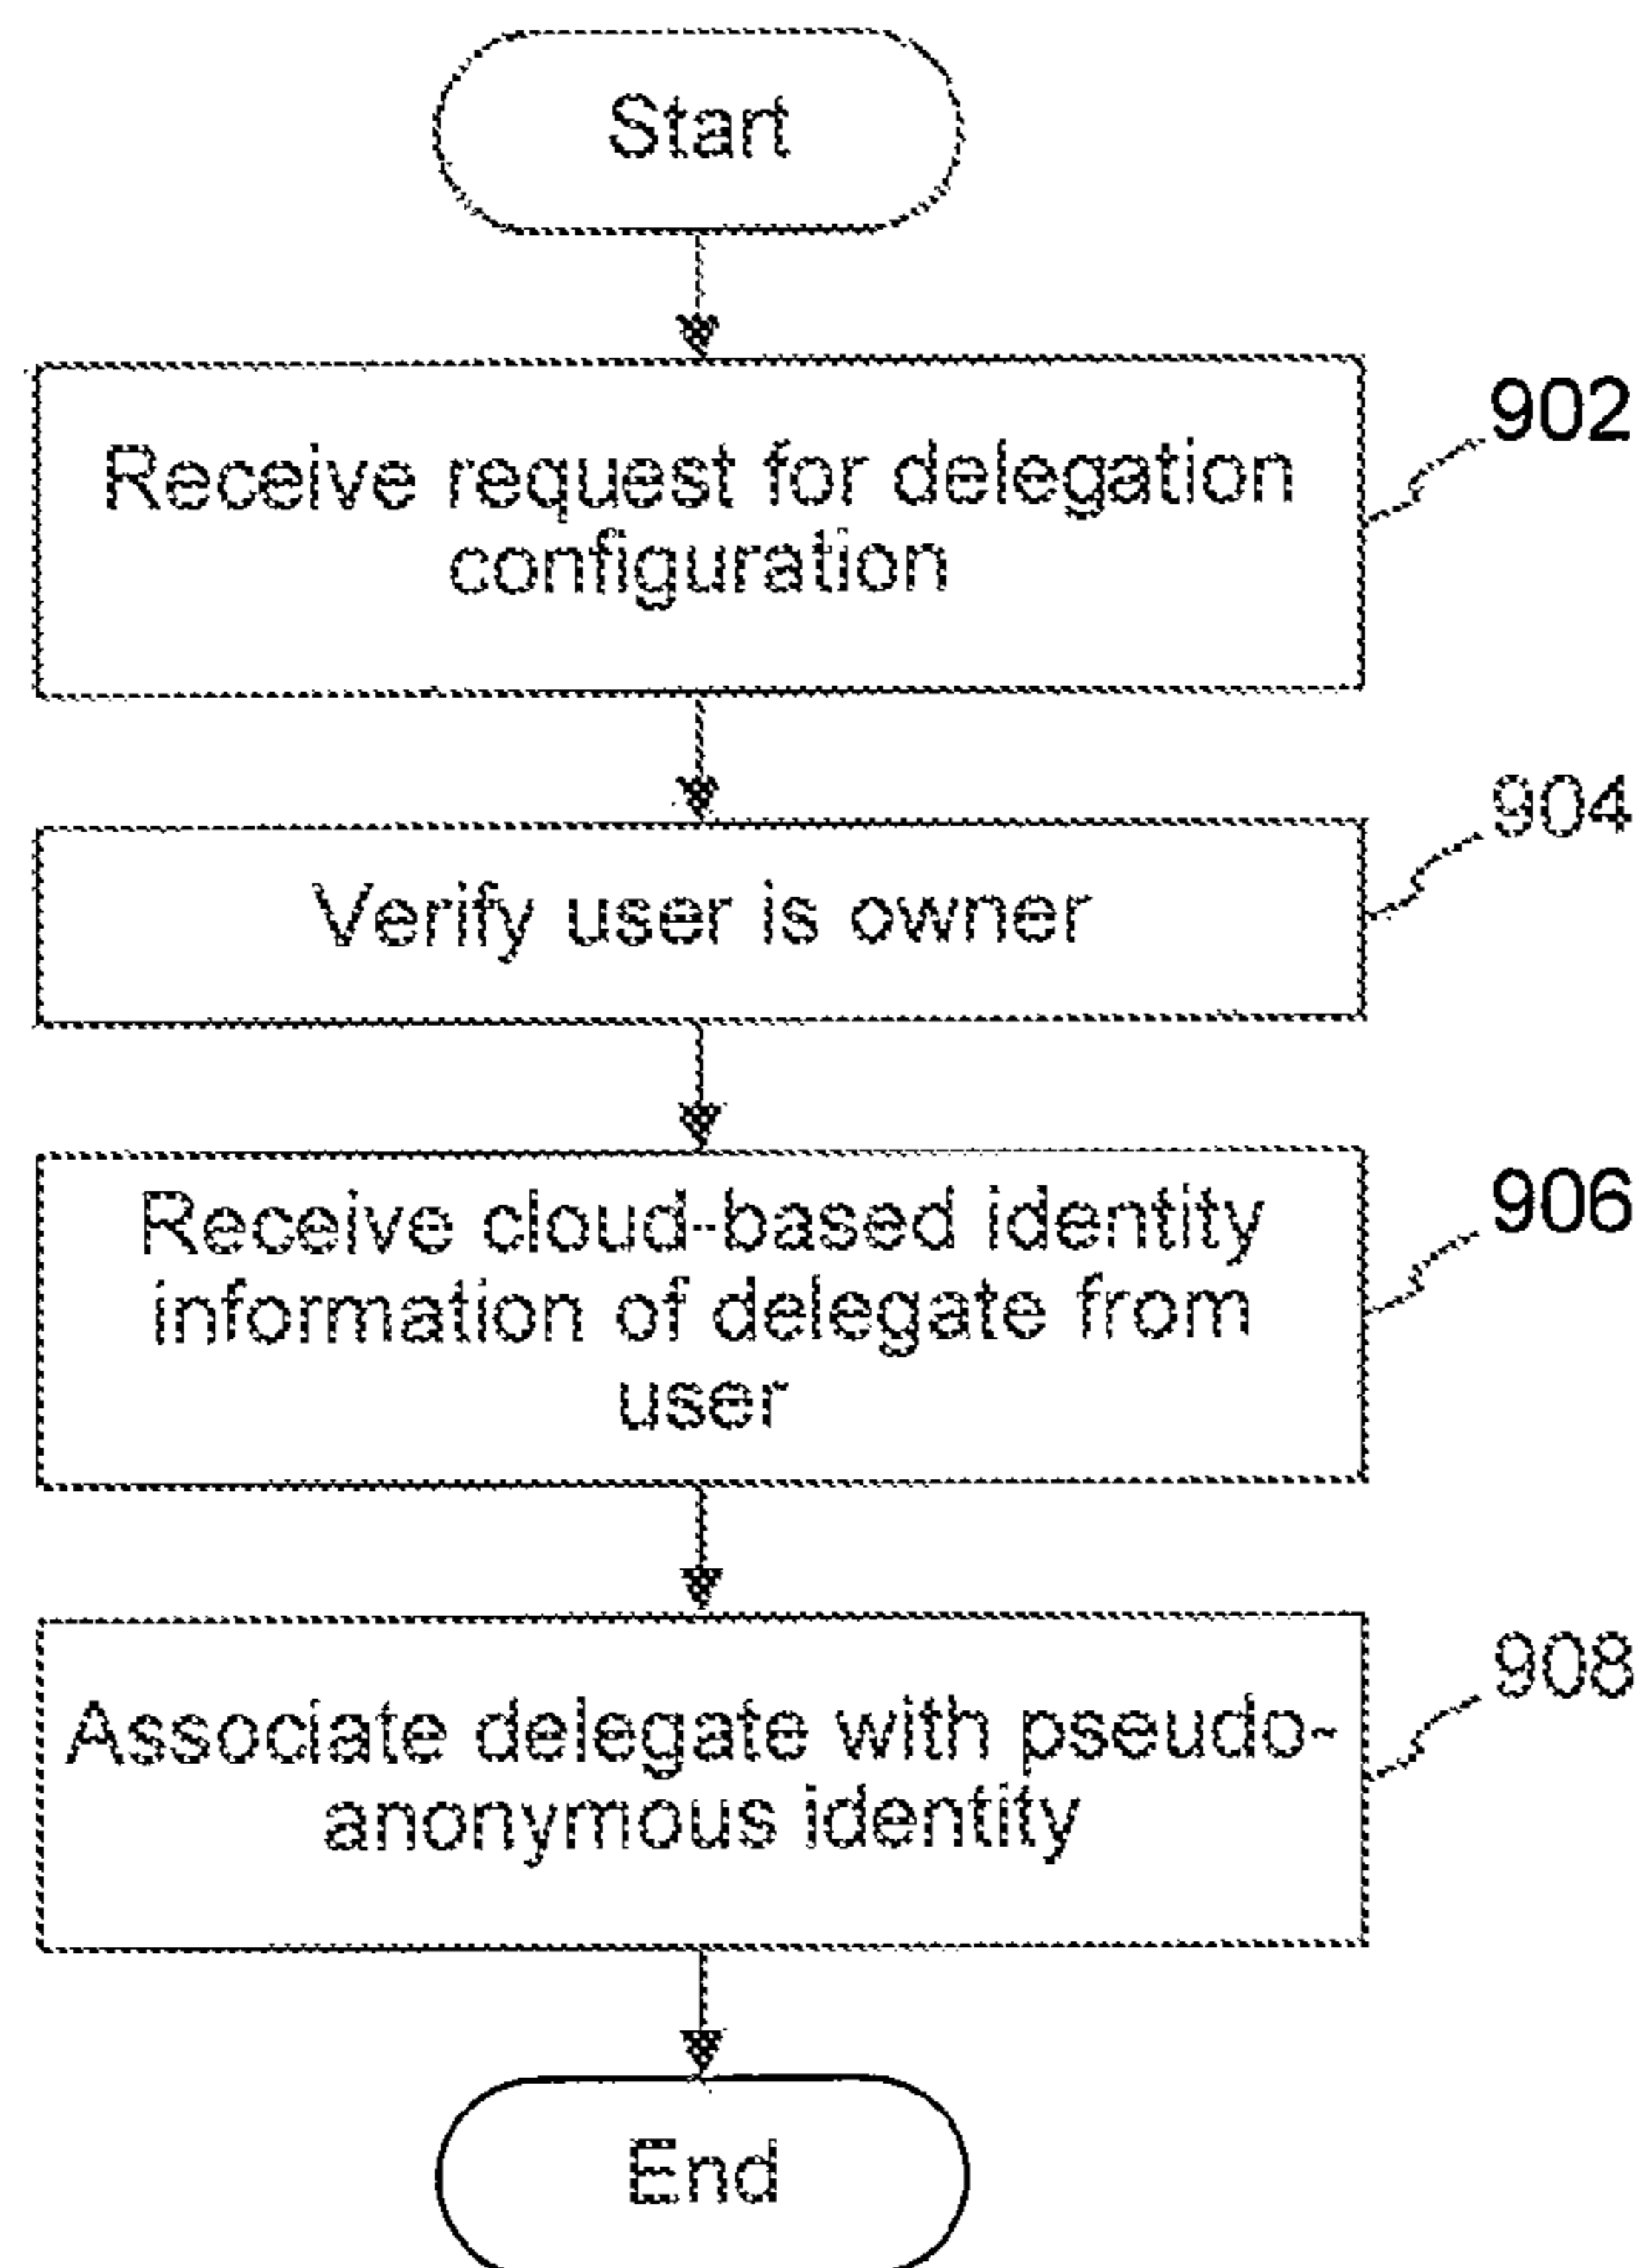 Start
Receive request for delegation
configuration
902
Verify user is owner
904
Receive cloud-based identity
information of delegate from
user
906
Associate delegate with pseudo-
anonymous identity
908
End